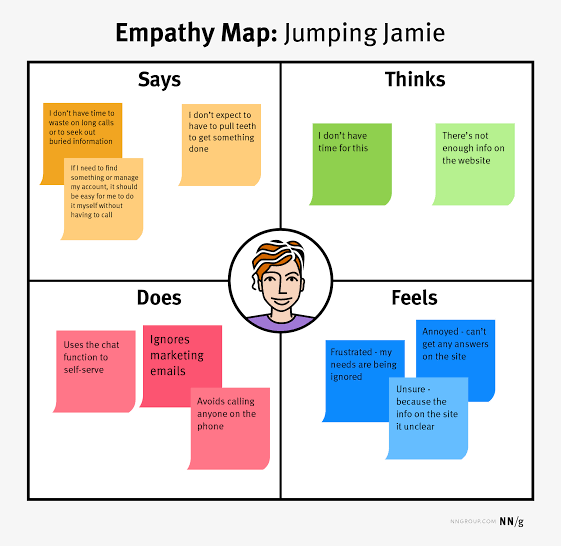 Empathy Map: Jumping Jamie
Says
I don't have time to
waste on long calls
or to seek out
buried information
If I need to find
something or manage
my account, it should
be easy for me to do
it myself without
having to call
I don't expect to
have to pull teeth
to get something
done
Thinks
I don't have
time for this
There's not
enough info on
the website
Does
Uses the chat
function to
self-serve
Ignores
marketing
emails
Avoids calling
anyone on the
phone
Feels
Frustrated - my
needs are being
ignored
Annoyed - can't
get any answers
on the site
Unsure -
because the
info on the site
it unclear
NNGROUP.COM NN/g